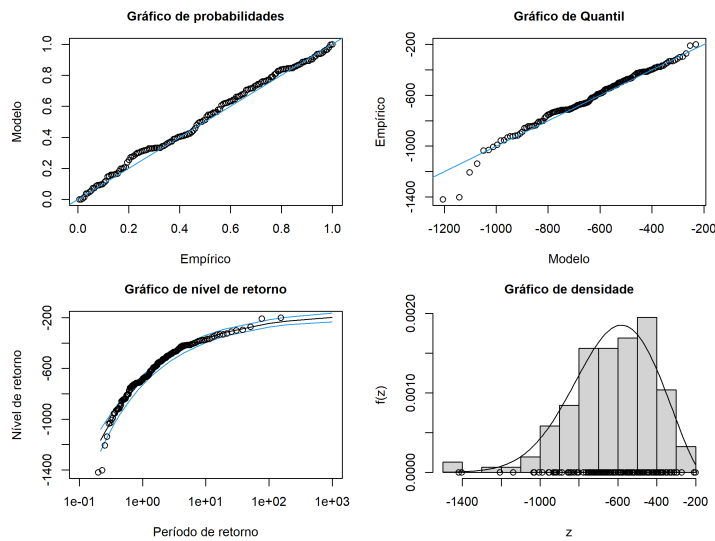 Gráfico de probabilidades
Modelo
0.0 0.2 0.4 0.6 0.8 1.0
0.0 0.2 0.4 0.6 0.8 1.0
Empírico
Gráfico de Quantil
Empírico
-1400 -1000 -600 -200
-1200 -1000 -800 -600 -400 -200
Modelo
Gráfico de nível de retorno
Nível de retorno
-1400 -1000 -600 -200
1e-01 1e+00 1e+01 1e+02 1e+03
Período de retorno
Gráfico de densidade
f(z)
0.0000 0.0010 0.0020
-1400 -1000 -600 -400 -200
z